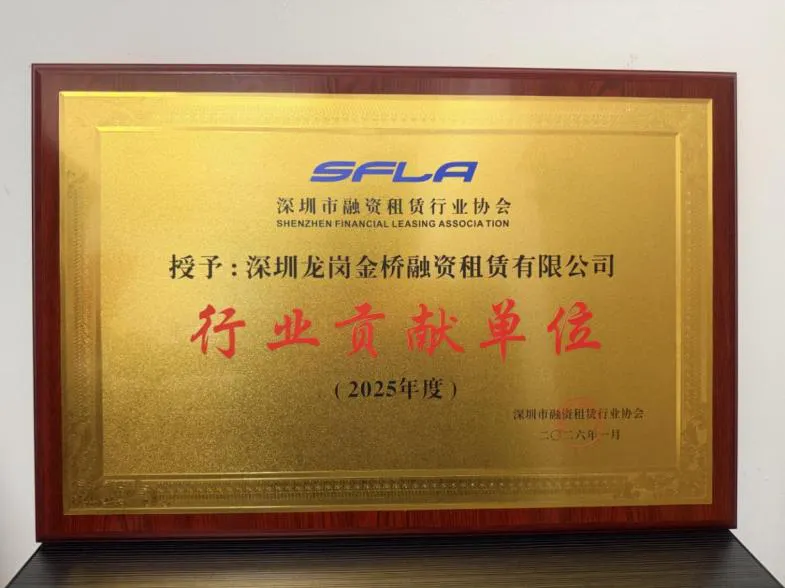 SFLA
深圳市融资租赁行业协会
SHENZHEN FINANCIAL LEASING ASSOCIATION
授予:深圳龙岗金桥融资租赁有限公司
行业贡献单位
(2025年度)
深圳市融资租赁行业协会
二〇二六年一月